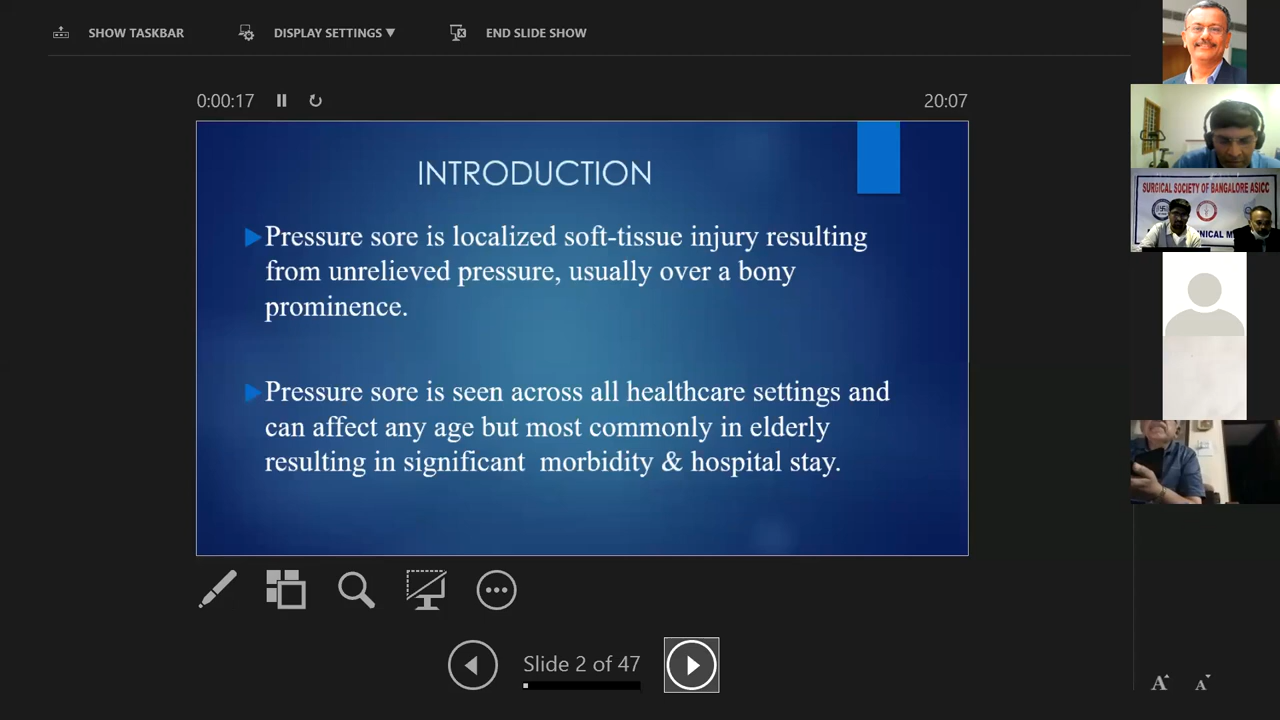 SHOW TASKBAR
DISPLAY SETTINGS ▼
END SLIDE SHOW
0:00:17
20:07
INTRODUCTION
Pressure sore is localized soft-tissue injury resulting
from unrelieved pressure, usually over a bony
prominence.
Pressure sore is seen across all healthcare settings and
can affect any age but most commonly in elderly
resulting in significant morbidity & hospital stay.
Slide 2 of 47
SURGICAL SOCIETY OF BANGALORE ASICC
A A